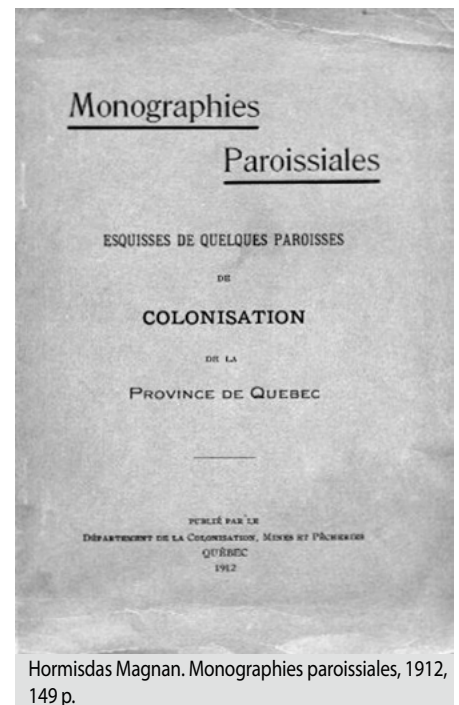 Monographies
Paroissiales
ESQUISSES DE QUELQUES PAROISSES
DE
COLONISATION
DE LA
PROVINCE DE QUEBEC
PUBLIÉ PAR LE
DÉPARTEMENT DE LA COLONISATION, MINES ET PÊCHERIES
QUÉBEC
1912
Hormisdas Magnan. Monographies paroissiales, 1912,
149 p.